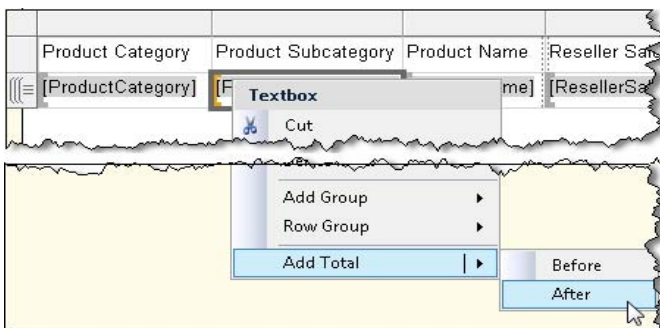 Product Category Product Subcategory Product Name Reseller Sal
[ProductCategory] [P me] [ResellerSa
Textbox
Cut
Add Group
Row Group
Add Total
Before
After